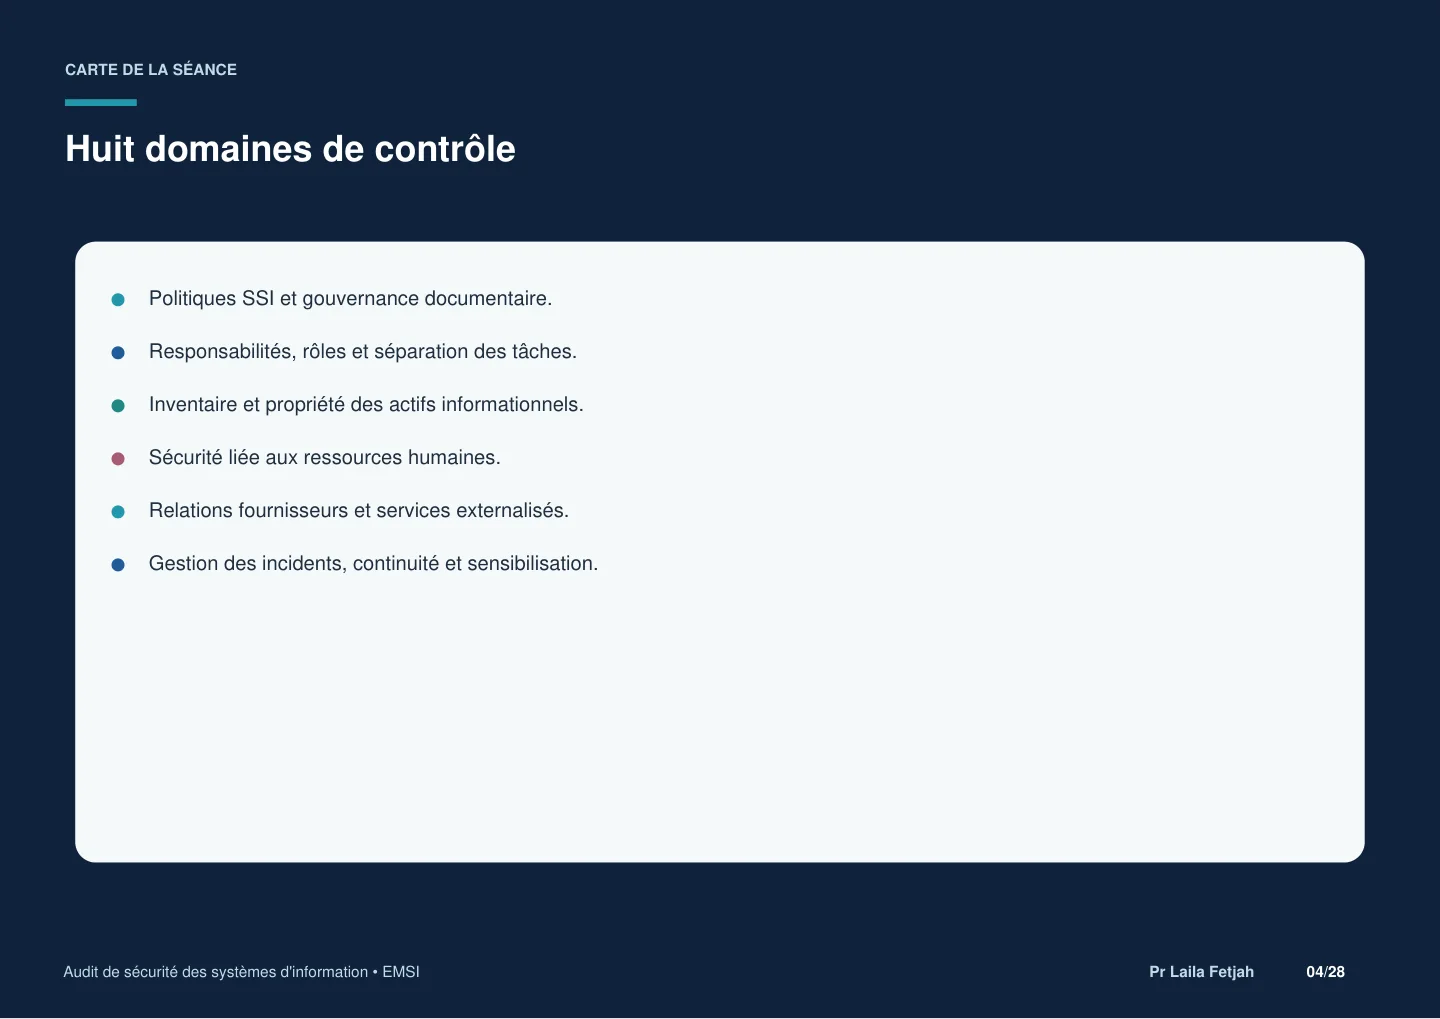 CARTE DE LA SÉANCE
Huit domaines de contrôle
Politiques SSI et gouvernance documentaire.
Responsabilités, rôles et séparation des tâches.
Inventaire et propriété des actifs informationnels.
Sécurité liée aux ressources humaines.
Relations fournisseurs et services externalisés.
Gestion des incidents, continuité et sensibilisation.
Audit de sécurité des systèmes d'information • EMSI
Pr Laila Fetjah
04/28